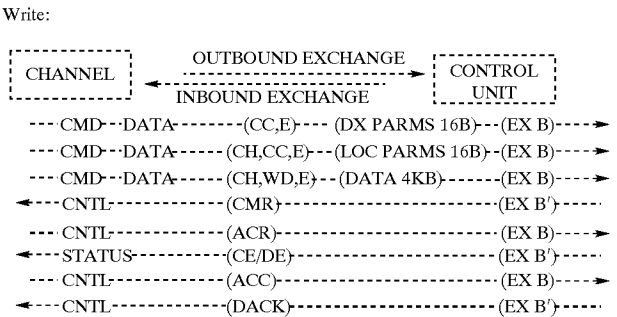 Write:
OUTBOUND EXCHANGE
CHANNEL
CONTROL
UNIT
INBOUND EXCHANGE
CMD DATA (CC,E) (DX PARMS 16B) (EX B)
CMD DATA (CH,CC,E) (LOC PARMS 16B) (EX B)
CMD DATA (CH,WD,E) (DATA 4KB) (EX B)
CNTL (CMR) (EX B')
CNTL (ACR) (EX B)
STATUS (CE/DE) (EX B')
CNTL (ACC) (EX B)
CNTL (DACK) (EX B')